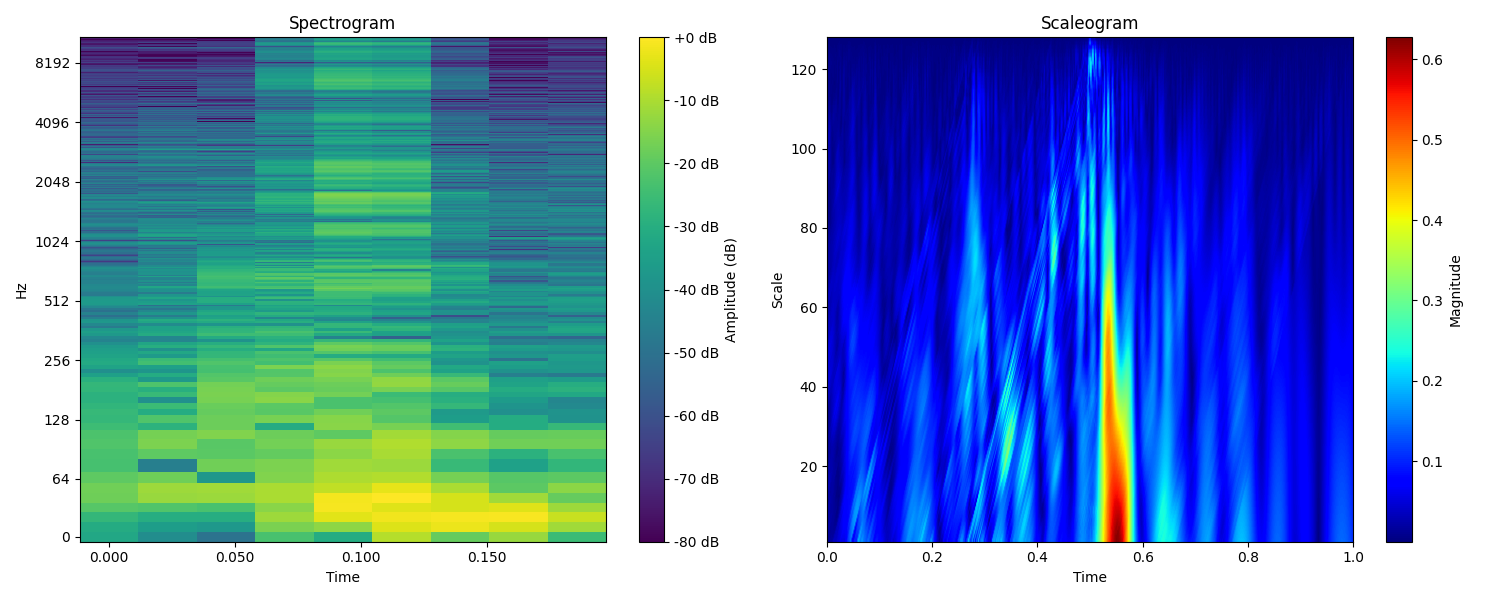 Spectrogram
8192
4096
2048
1024
512
256
128
64
0
Hz
0.000
0.050
0.100
0.150
Time
+0 dB
-10 dB
-20 dB
-30 dB
-40 dB
-50 dB
-60 dB
-70 dB
-80 dB
Amplitude (dB)
Scaleogram
120
100
80
60
40
20
Scale
0.0
0.2
0.4
0.6
0.8
1.0
Time
0.6
0.5
0.4
0.3
0.2
0.1
Magnitude